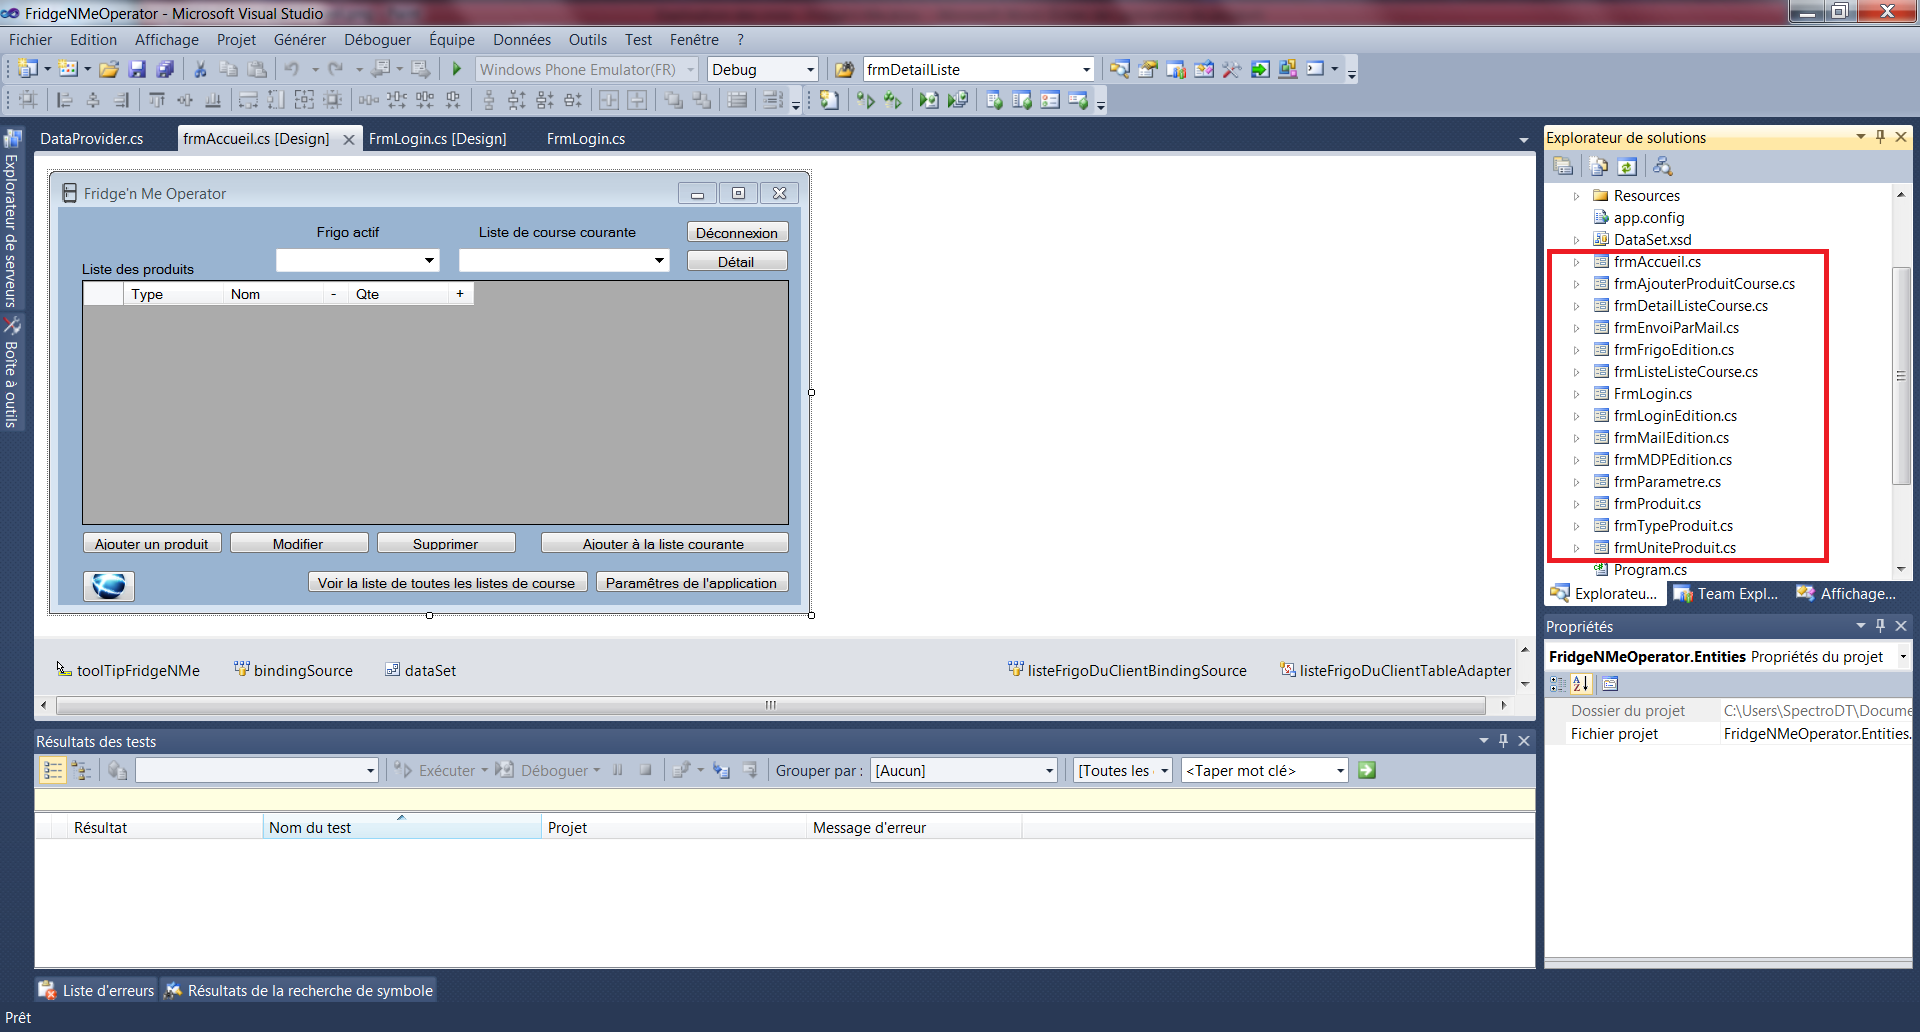 FridgeNMeOperator - Microsoft Visual Studio
Fichier Edition Affichage Projet Générer Déboguer Équipe Données Outils Test Fenêtre ?
Windows Phone Emulator(FR) Debug frmDetailListe
DataProvider.cs frmAccueil.cs [Design] FrmLogin.cs [Design] FrmLogin.cs
Explorateur de serveurs
Boîte à outils
Fridge'n Me Operator
Frigo actif Liste de course courante Déconnexion
Détail
Liste des produits
Type Nom - Qte +
Ajouter un produit Modifier Supprimer Ajouter à la liste courante
Voir la liste de toutes les listes de course Paramêtres de l'application
toolTipFridgeNMe bindingSource dataSet listeFrigoDuClientBindingSource listeFrigoDuClientTableAdapter
Résultats des tests
Exécuter Déboguer Grouper par : [Aucun] [Toutes les <Taper mot clé>
Résultat Nom du test Projet Message d'erreur
Liste d'erreurs Résultats de la recherche de symbole
Prêt
Explorateur de solutions
Resources
app.config
DataSet.xsd
frmAccueil.cs
frmAjouterProduitCourse.cs
frmDetailListeCourse.cs
frmEnvoiParMail.cs
frmFrigoEdition.cs
frmListeListeCourse.cs
FrmLogin.cs
frmLoginEdition.cs
frmMailEdition.cs
frmMDPEdition.cs
frmParametre.cs
frmProduit.cs
frmTypeProduit.cs
frmUniteProduit.cs
Program.cs
Explorateu... Team Expl... Affichage...
Propriétés
FridgeNMeOperator.Entities Propriétés du projet
Dossier du projet C:\Users\SpectroDT\Docume
Fichier projet FridgeNMeOperator.Entities.